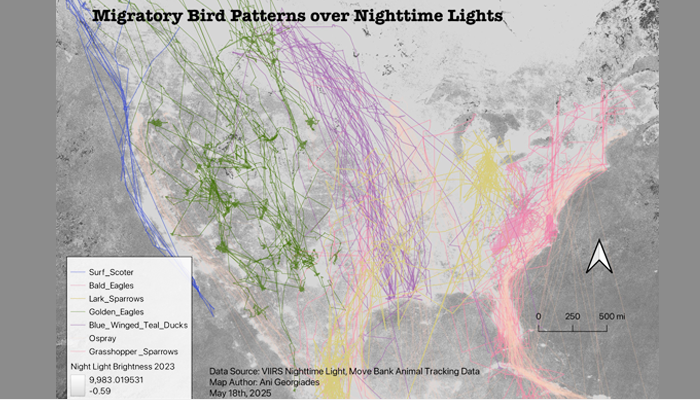 Migratory Bird Patterns over Nighttime Lights
Surf_Scoter
Bald_Eagles
Lark_Sparrows
Golden_Eagles
Blue_Winged_Teal_Ducks
Ospray
Grasshopper_Sparrows
Night Light Brightness 2023
9,983.019531
-0.59
0 250 500 mi
Data Source: VIIRS Nighttime Light, Move Bank Animal Tracking Data
Map Author: Ani Georgiades
May 18th, 2025